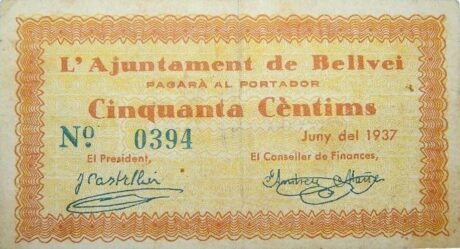 L'Ajuntament de Bellvei
PAGARÀ AL PORTADOR
Cinquanta Cèntims
Nº 0394
Juny del 1937
El President,
El Conseller de Finances,